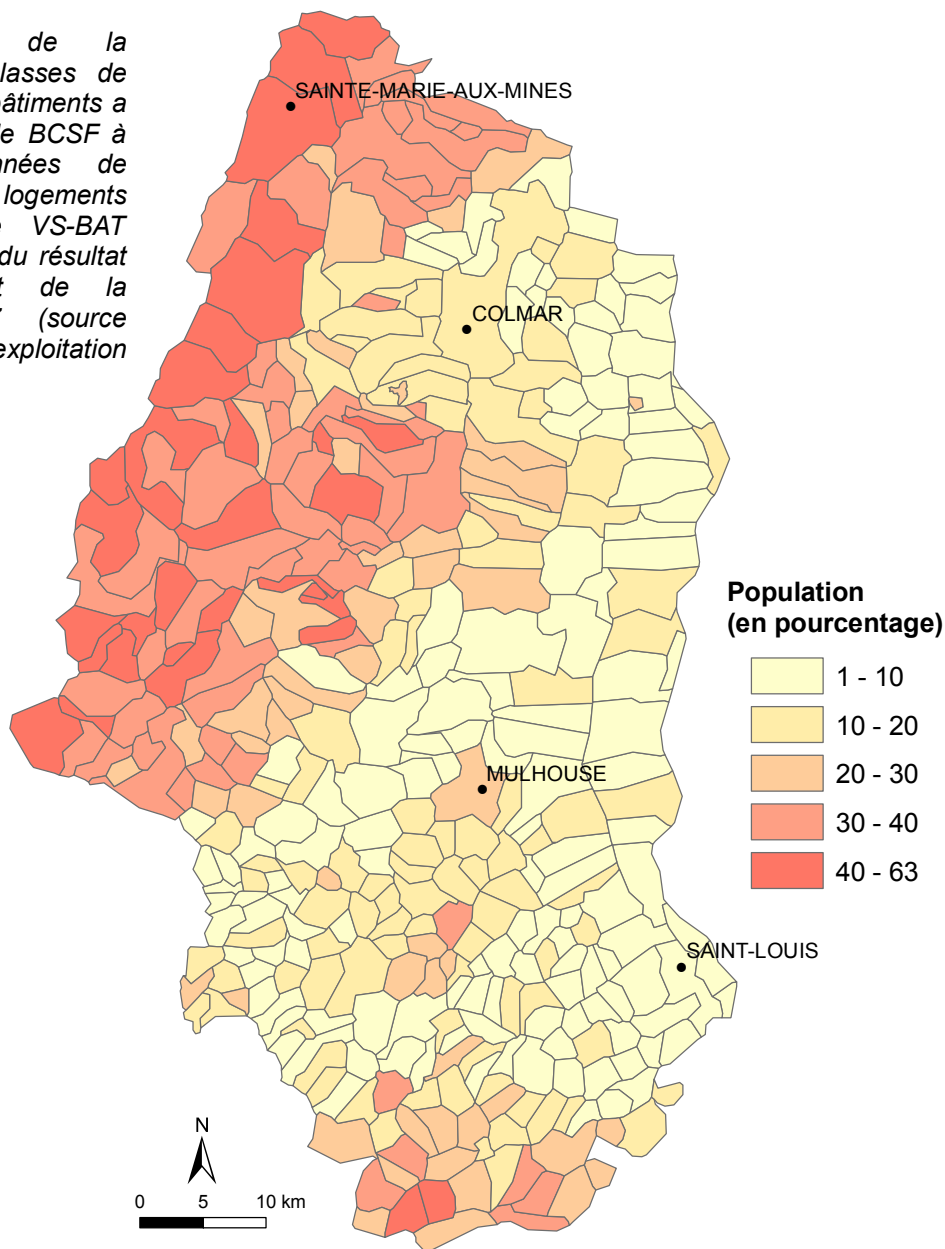 de la
lasses de
bâtiments a
le BCSF à
nnées de
logements
VS-BAT
du résultat
t de la
(source
exploitation
SAINTE-MARIE-AUX-MINES
COLMAR
MULHOUSE
SAINT-LOUIS
Population
(en pourcentage)
1 - 10
10 - 20
20 - 30
30 - 40
40 - 63
N
0 5 10 km